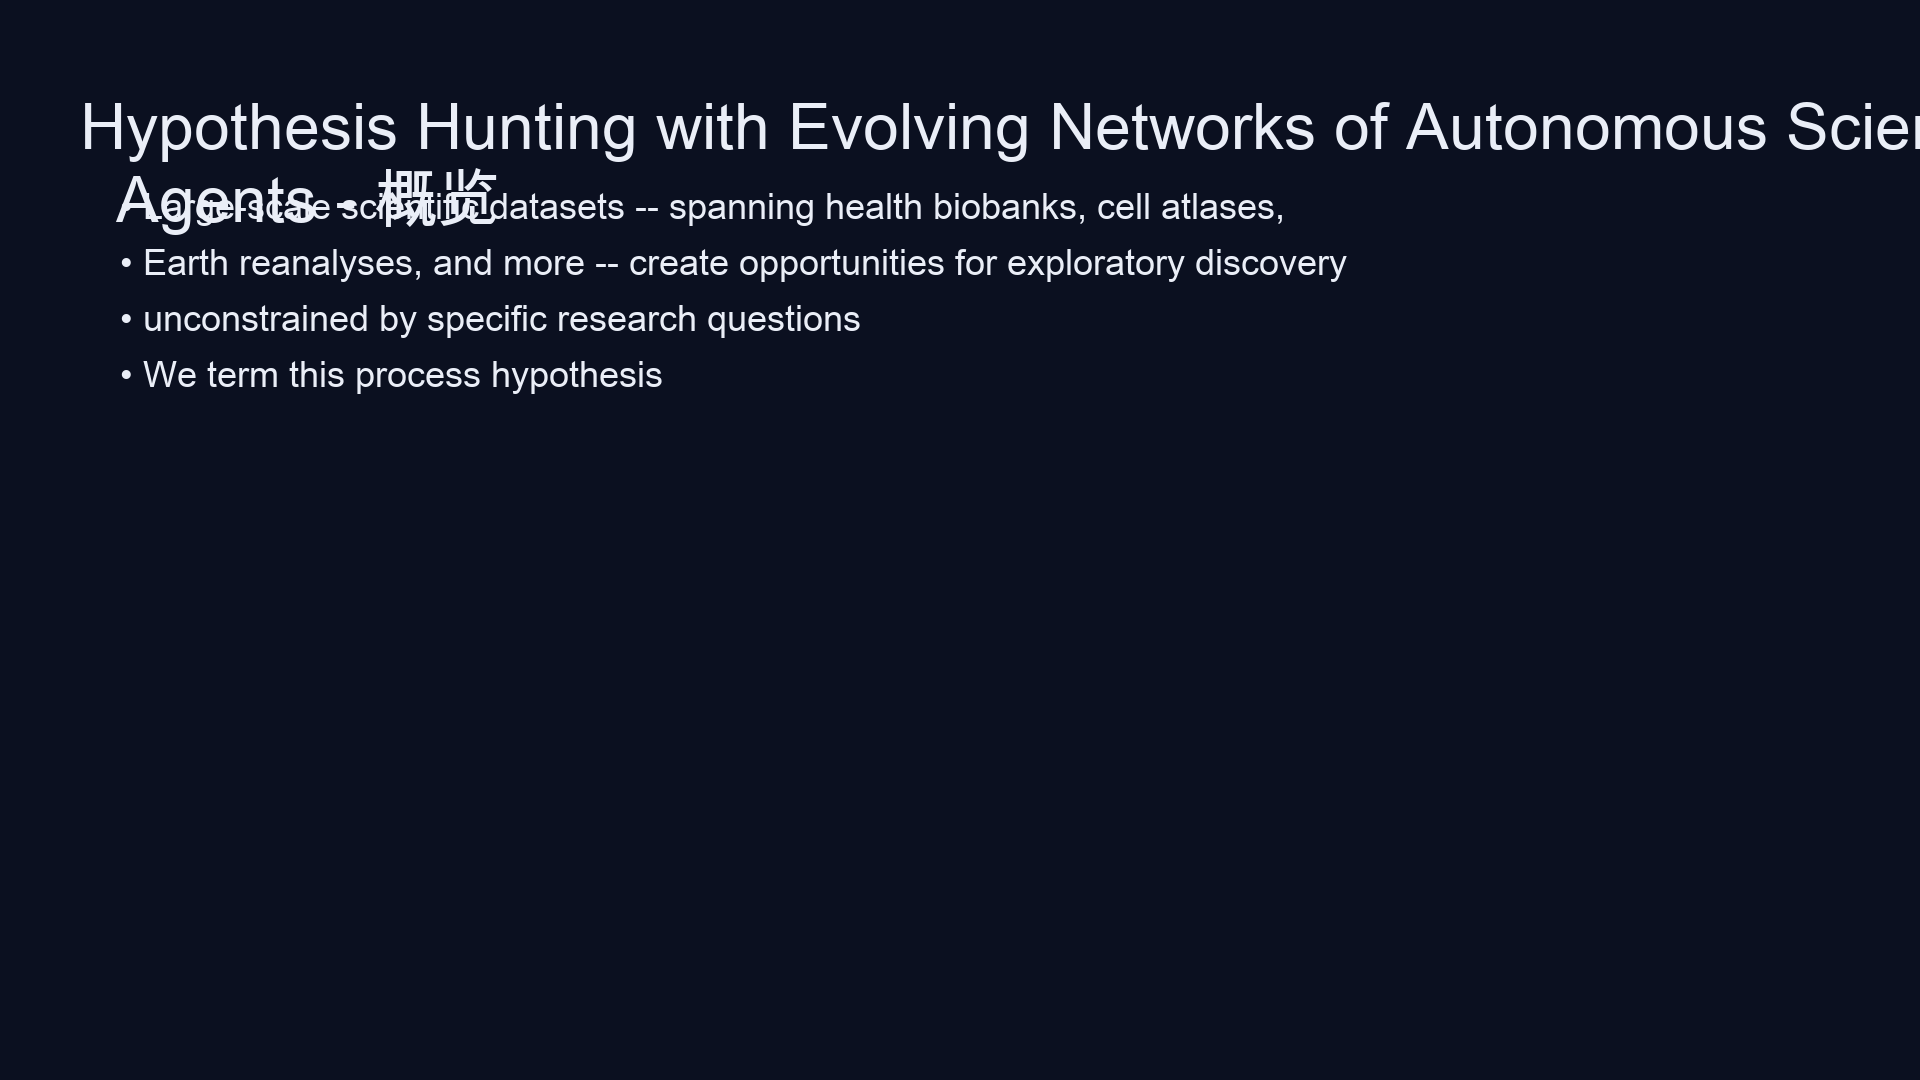 Hypothesis Hunting with Evolving Networks of Autonomous
Agents - 概览
• Large-scale scientific datasets -- spanning health biobanks, cell atlases,
• Earth reanalyses, and more -- create opportunities for exploratory discovery
• unconstrained by specific research questions
• We term this process hypothesis